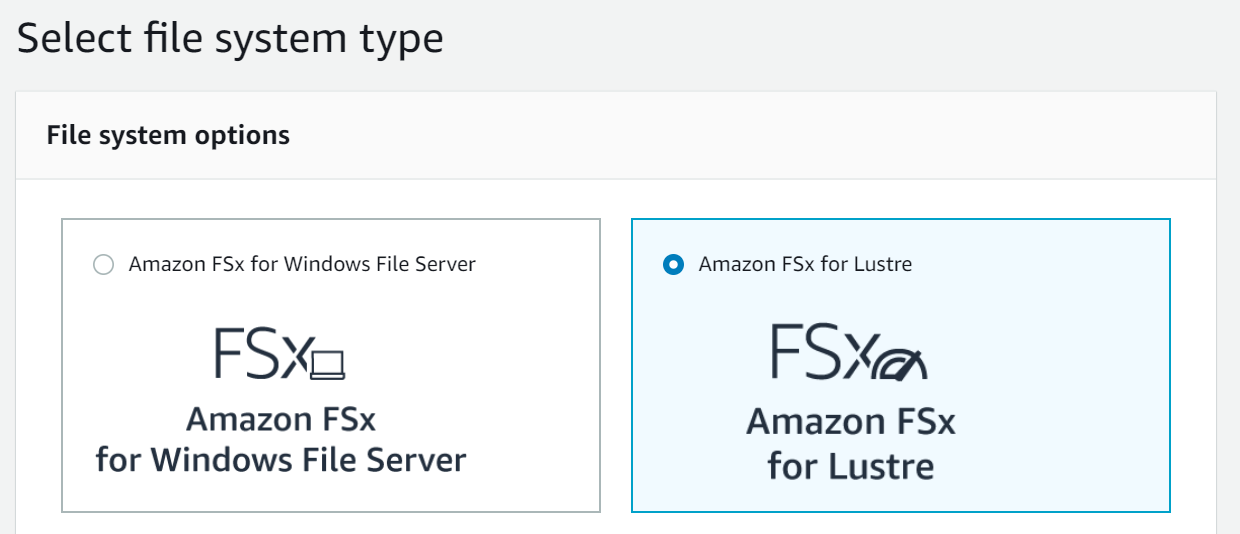 Select file system type
File system options
Amazon FSx for Windows File Server
FSx
Amazon FSx
for Windows File Server
Amazon FSx for Lustre
FSx
Amazon FSx
for Lustre